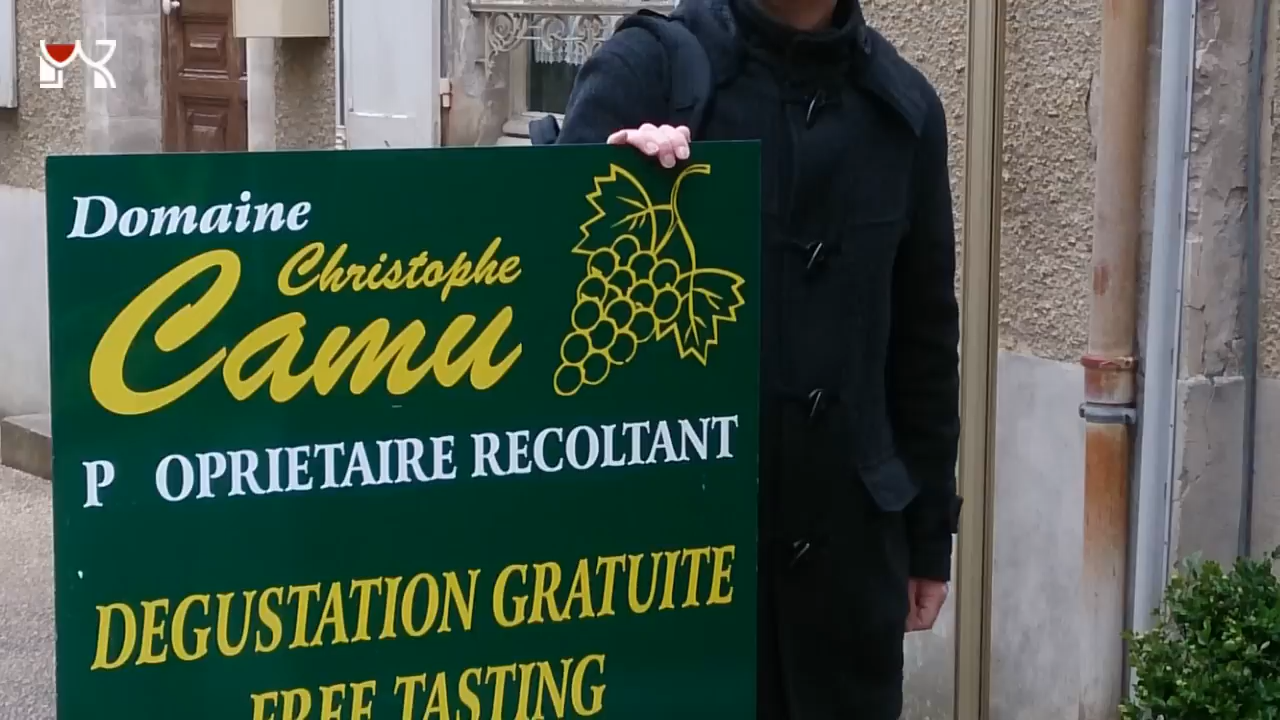 Domaine
Christophe
Camu
P OPRIETAIRE RECOLTANT
DEGUSTATION GRATUITE
FREE TASTING